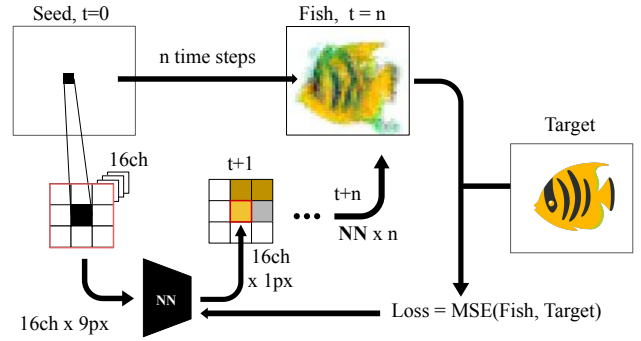 Seed, t=0
Fish, t = n
n time steps
Target
16ch
t+1
t+n
NN x n
16ch
x 1px
NN
16ch x 9px
Loss = MSE(Fish, Target)